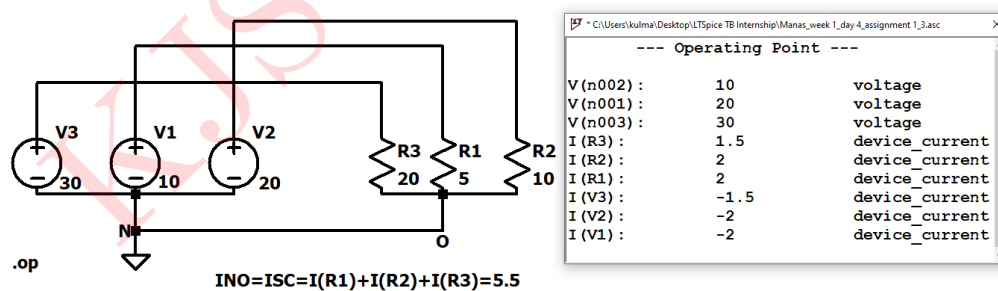 V3
V1
V2
30
10
20
R3
R1
R2
20
5
10
N
O
.op
INO=ISC=I(R1)+I(R2)+I(R3)=5.5
KJS
* C:\Users\kulma\Desktop\LTSpice TB Internship\Manas_week 1_day 4_assignment 1_3.asc
--- Operating Point ---
V(n002): 10 voltage
V(n001): 20 voltage
V(n003): 30 voltage
I(R3): 1.5 device_current
I(R2): 2 device_current
I(R1): 2 device_current
I(V3): -1.5 device_current
I(V2): -2 device_current
I(V1): -2 device_current